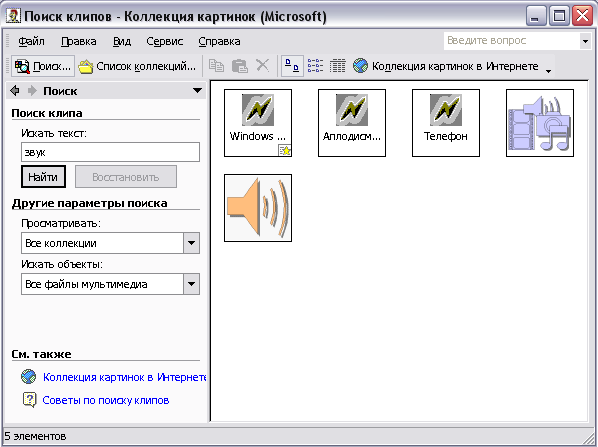 Поиск клипов - Коллекция картинок (Microsoft)
Файл Правка Вид Сервис Справка Введите вопрос
Поиск... Список коллекций... Коллекция картинок в Интернете
Поиск
Поиск клипа
Искать текст:
звук
Найти Восстановить
Другие параметры поиска
Просматривать:
Все коллекции
Искать объекты:
Все файлы мультимедиа
См. также
Коллекция картинок в Интернете
Советы по поиску клипов
Windows ... Аплодисм... Телефон
5 элементов